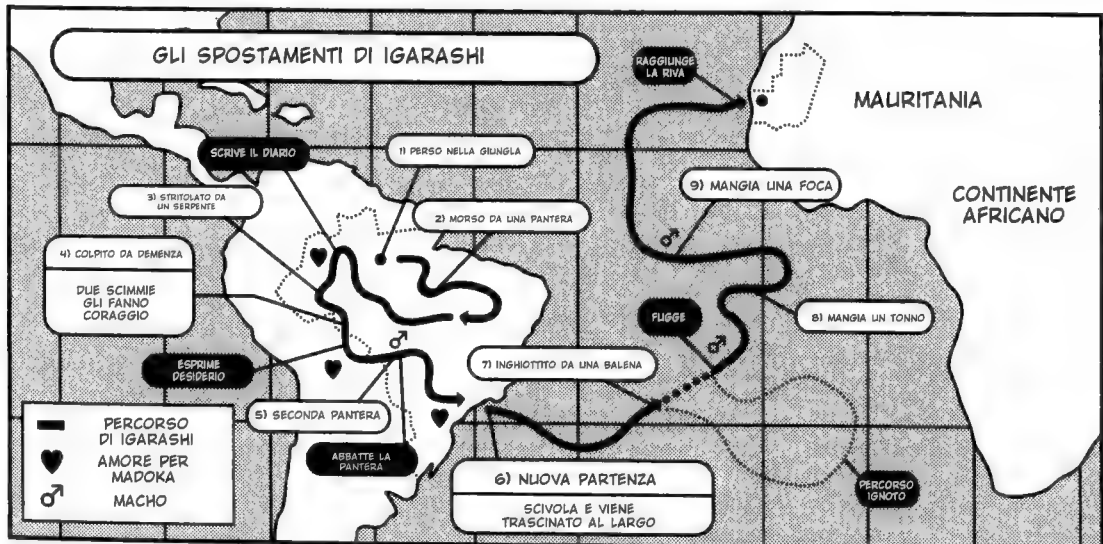 GLI SPOSTAMENTI DI IGARASHI
RAGGIUNGE
LA RIVA
MAURITANIA
SCRIVE IL DIARIO
1) PERSO NELLA GIUNGLA
3) STRITOLATO DA
UN SERPENTE
2) MORSO DA UNA PANTERA
9) MANGIA UNA FOCA
CONTINENTE
AFRICANO
4) COLPITO DA DEMENZA
DUE SCIMMIE
GLI FANNO
CORAGGIO
FUGGE
8) MANGIA UN TONNO
ESPRIME
DESIDERIO
7) INGHIOTTITO DA UNA BALENA
5) SECONDA PANTERA
ABBATTE LA
PANTERA
PERCORSO
DI IGARASHI
AMORE PER
MADOKA
MACHO
6) NUOVA PARTENZA
SCIVOLA E VIENE
TRASCINATO AL LARGO
PERCORSO
IGNOTO